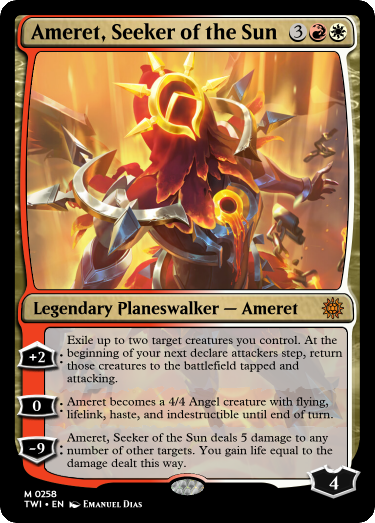 Ameret, Seeker of the Sun 3
Legendary Planeswalker — Ameret
+2: Exile up to two target creatures you control. At the
beginning of your next declare attackers step, return
those creatures to the battlefield tapped and
attacking.
0: Ameret becomes a 4/4 Angel creature with flying,
lifelink, haste, and indestructible until end of turn.
-9: Ameret, Seeker of the Sun deals 5 damage to any
number of other targets. You gain life equal to the
damage dealt this way.
4
M 0258
TWI • EN Emanuel Dias